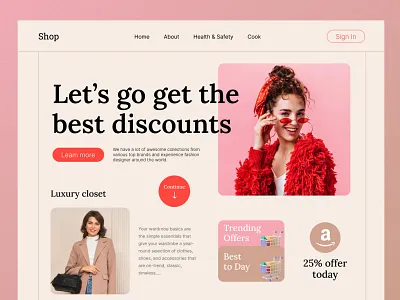 Shop
Home
About
Health & Safety
Cook
Sign In
Let's go get the
best discounts
Learn more
We have a lot of awesome colections from
various top brands and experience fashion
designer around the world.
Luxury closet
Continue
Your wardrobe basics are
the simple essentials that
give your wardrobe a year-
round selection of clothes,
shoes, and accessories that
are on-trend, classic,
timeless....
Trending
Offers
Best
to Day
a
25% offer
today